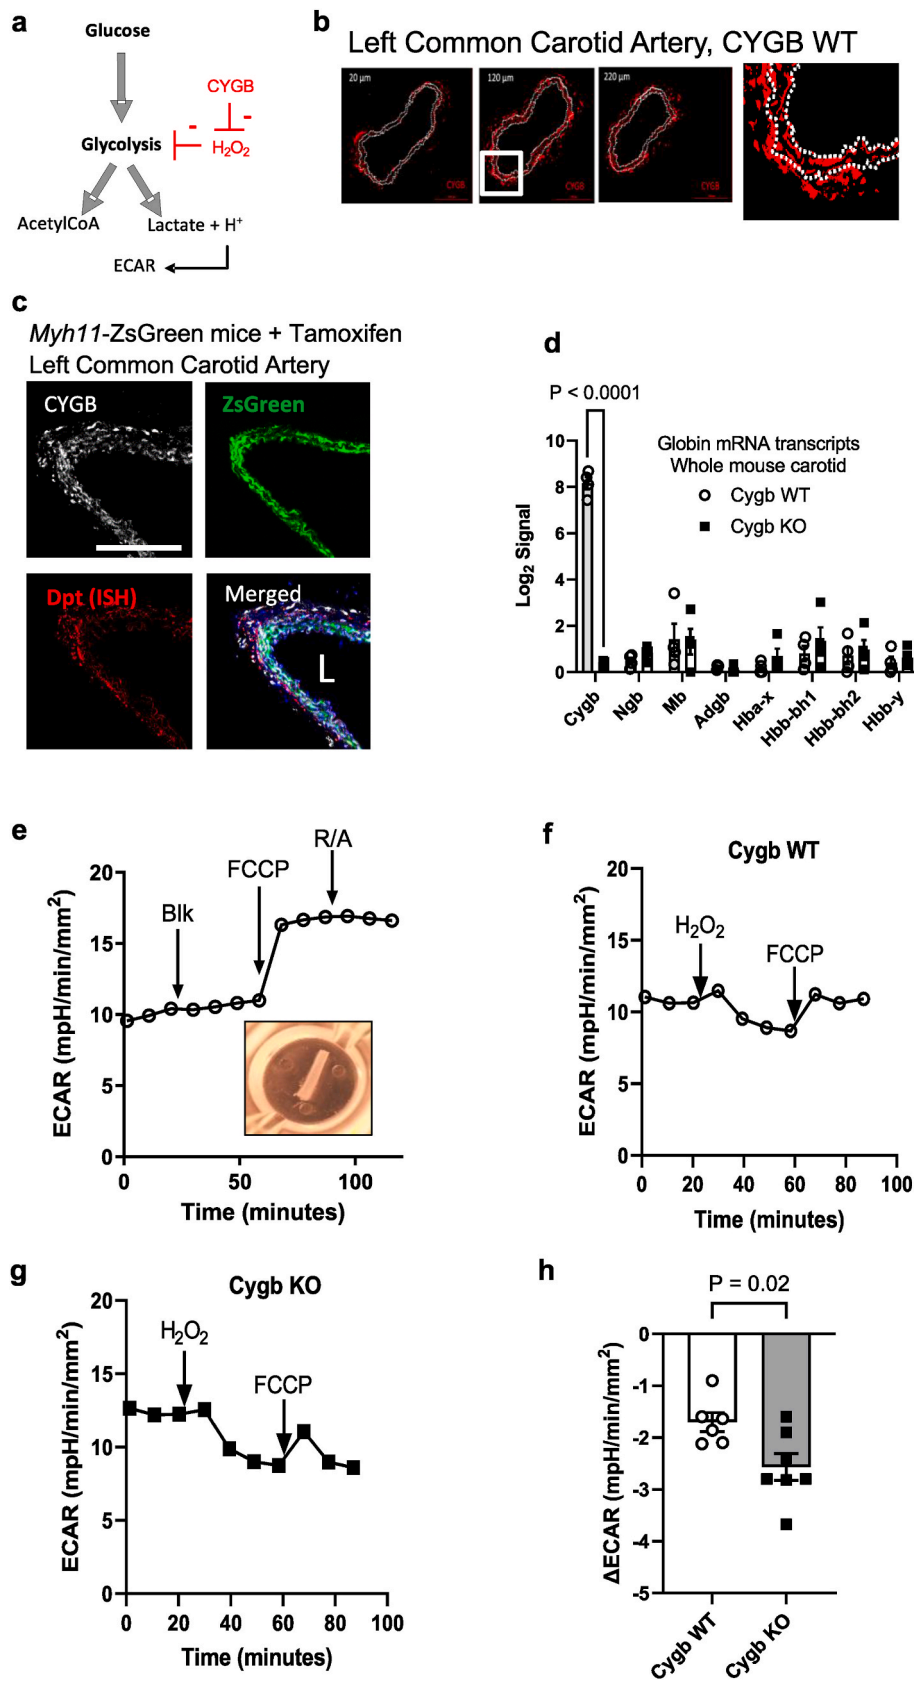 a
Glucose
CYGB
-
-
Glycolysis
H2O2
AcetylCoA
Lactate + H+
ECAR
b
Left Common Carotid Artery, CYGB WT
20 µm
120 µm
220 µm
CYGB
CYGB
CYGB
c
Myh11-ZsGreen mice + Tamoxifen
Left Common Carotid Artery
CYGB
ZsGreen
Dpt (ISH)
Merged
L
d
P < 0.0001
Globin mRNA transcripts
Whole mouse carotid
Cygb WT
Cygb KO
Log2 Signal
10
8
6
4
2
0
Cygb
Ngb
Mb
Adgb
Hba-x
Hbb-bh1
Hbb-bh2
Hbb-y
e
R/A
FCCP
Blk
ECAR (mpH/min/mm2)
20
15
10
5
0
0 50 100
Time (minutes)
f
Cygb WT
H2O2
FCCP
ECAR (mpH/min/mm2)
20
15
10
5
0
0 20 40 60 80 100
Time (minutes)
g
Cygb KO
H2O2
FCCP
ECAR (mpH/min/mm2)
20
15
10
5
0
0 20 40 60 80 100
Time (minutes)
h
P = 0.02
ΔECAR (mpH/min/mm2)
0
-1
-2
-3
-4
-5
Cygb WT
Cygb KO